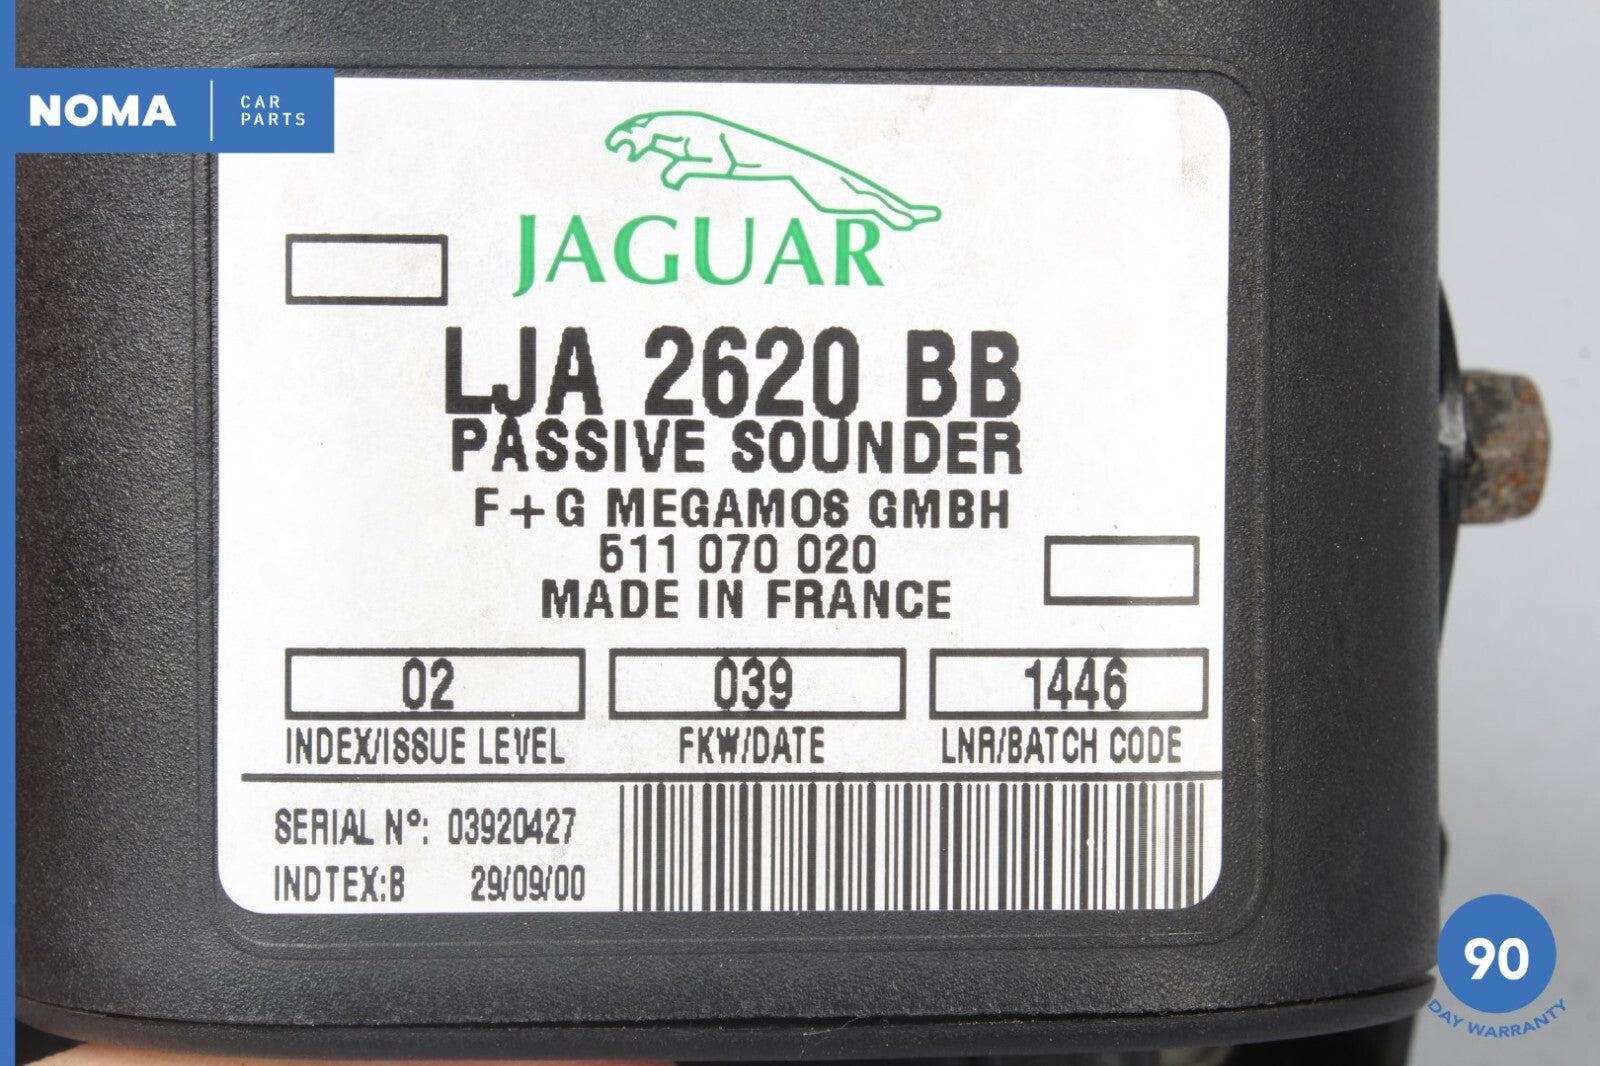 NOMA
CAR
PARTS
JAGUAR
LJA 2620 BB
PASSIVE SOUNDER
F+G MEGAMOS GMBH
511 070 020
MADE IN FRANCE
02
039
1446
INDEX/ISSUE LEVEL
FKW/DATE
LNR/BATCH CODE
SERIAL N°: 03920427
INDTEX:B 29/09/00
90
DAY WARRANTY